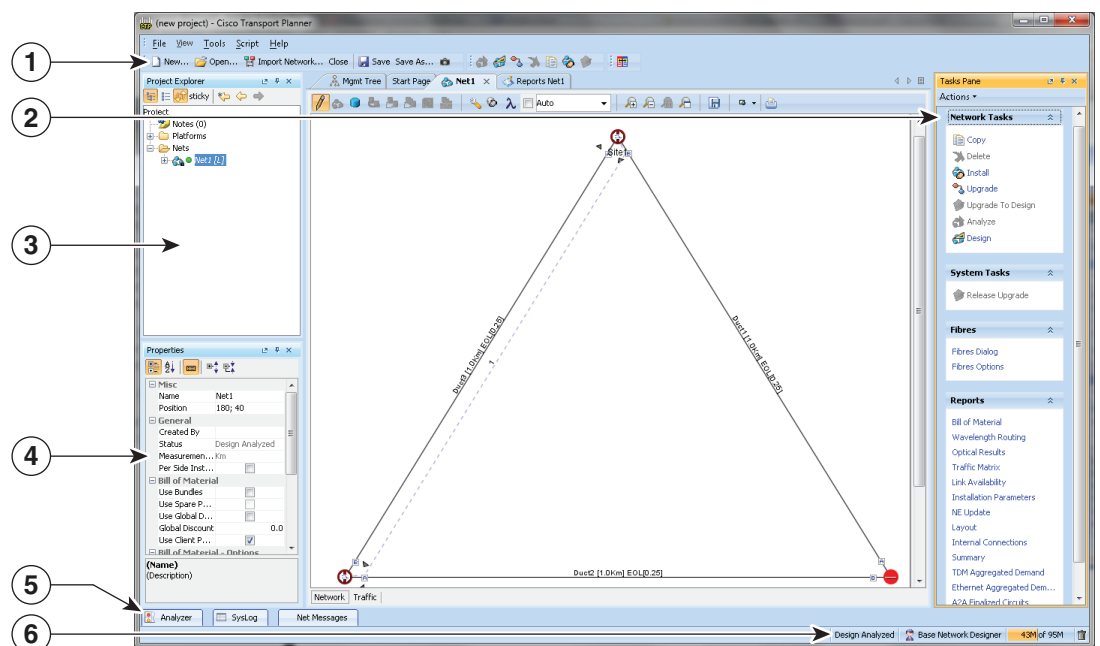 (new project) - Cisco Transport Planner
File View Tools Script Help
New... Open... Import Network... Close Save Save As...
Project Explorer
sticky
Project
Notes (0)
Platforms
Nets
Net1 [L]
Mgmt Tree Start Page Net1 Reports Net1
λ Auto
Site1
Duct3 [1.0Km] EOL[0.25]
1
Duct1 [1.0Km] EOL[0.25]
Duct2 [1.0Km] EOL[0.25]
Network Traffic
Properties
Misc
Name Net1
Position 180; 40
General
Created By
Status Design Analyzed
Measuremen... Km
Per Side Inst...
Bill of Material
Use Bundles
Use Spare P...
Use Global D...
Global Discount 0.0
Use Client P...
Bill of Material - Options
(Name)
(Description)
Tasks Pane
Actions
Network Tasks
Copy
Delete
Install
Upgrade
Upgrade To Design
Analyze
Design
System Tasks
Release Upgrade
Fibres
Fibres Dialog
Fibres Options
Reports
Bill of Material
Wavelength Routing
Optical Results
Traffic Matrix
Link Availability
Installation Parameters
NE Update
Layout
Internal Connections
Summary
TDM Aggregated Demand
Ethernet Aggregated Dem...
A2A Finalized Circuits
Analyzer SysLog Net Messages
Design Analyzed Base Network Designer 43M of 95M
1
2
3
4
5
6